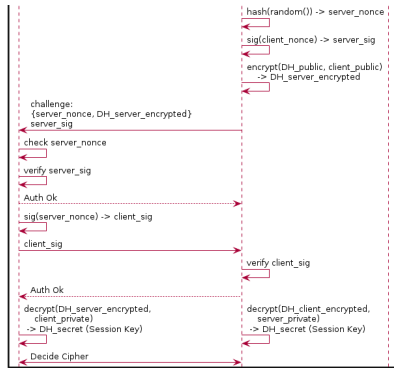 hash(random()) -> server_nonce
sig(client_nonce) -> server_sig
encrypt(DH_public, client_public)
-> DH_server_encrypted
challenge:
{server_nonce, DH_server_encrypted}
server_sig
check server_nonce
verify server_sig
Auth Ok
sig(server_nonce) -> client_sig
client_sig
verify client_sig
Auth Ok
decrypt(DH_server_encrypted,
client_private)
-> DH_secret (Session Key)
decrypt(DH_client_encrypted,
server_private)
-> DH_secret (Session Key)
Decide Cipher